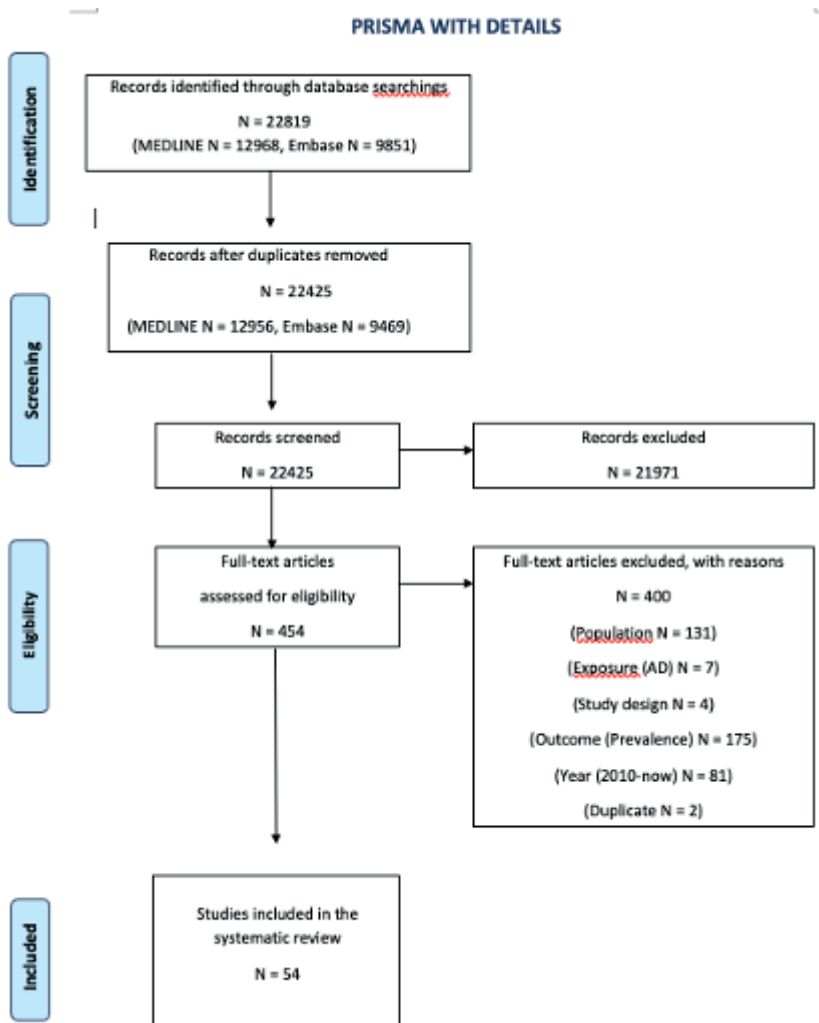 PRISMA WITH DETAILS
Identification
Records identified through database searchings
N = 22819
(MEDLINE N = 12968, Embase N = 9851)
Records after duplicates removed
N = 22425
(MEDLINE N = 12956, Embase N = 9469)
Screening
Records screened
N = 22425
Records excluded
N = 21971
Eligibility
Full-text articles
assessed for eligibility
N = 454
Full-text articles excluded, with reasons
N = 400
(Population N = 131)
(Exposure (AD) N = 7)
(Study design N = 4)
(Outcome (Prevalence) N = 175)
(Year (2010-now) N = 81)
(Duplicate N = 2)
Included
Studies included in the
systematic review
N = 54